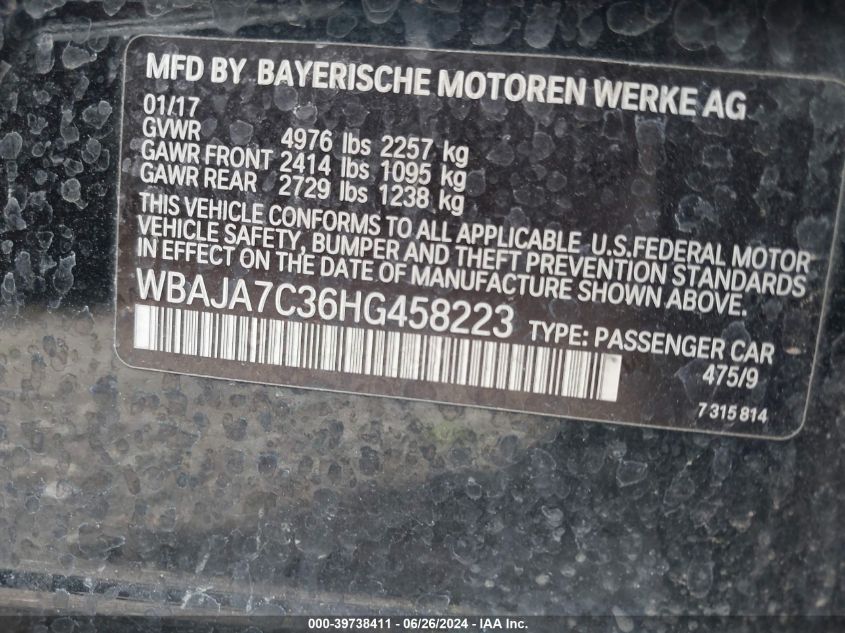 MFD BY BAYERISCHE MOTOREN WERKE AG
01/17
GVWR 4976 lbs 2257 kg
GAWR FRONT 2414 lbs 1095 kg
GAWR REAR 2729 lbs 1238 kg
THIS VEHICLE CONFORMS TO ALL APPLICABLE U.S.FEDERAL MOTOR
VEHICLE SAFETY, BUMPER AND THEFT PREVENTION STANDARDS
IN EFFECT ON THE DATE OF MANUFACTURE SHOWN ABOVE.
WBAJA7C36HG458223 TYPE: PASSENGER CAR
475/9
7 315 814
000-39738411 - 06/26/2024 - IAA Inc.